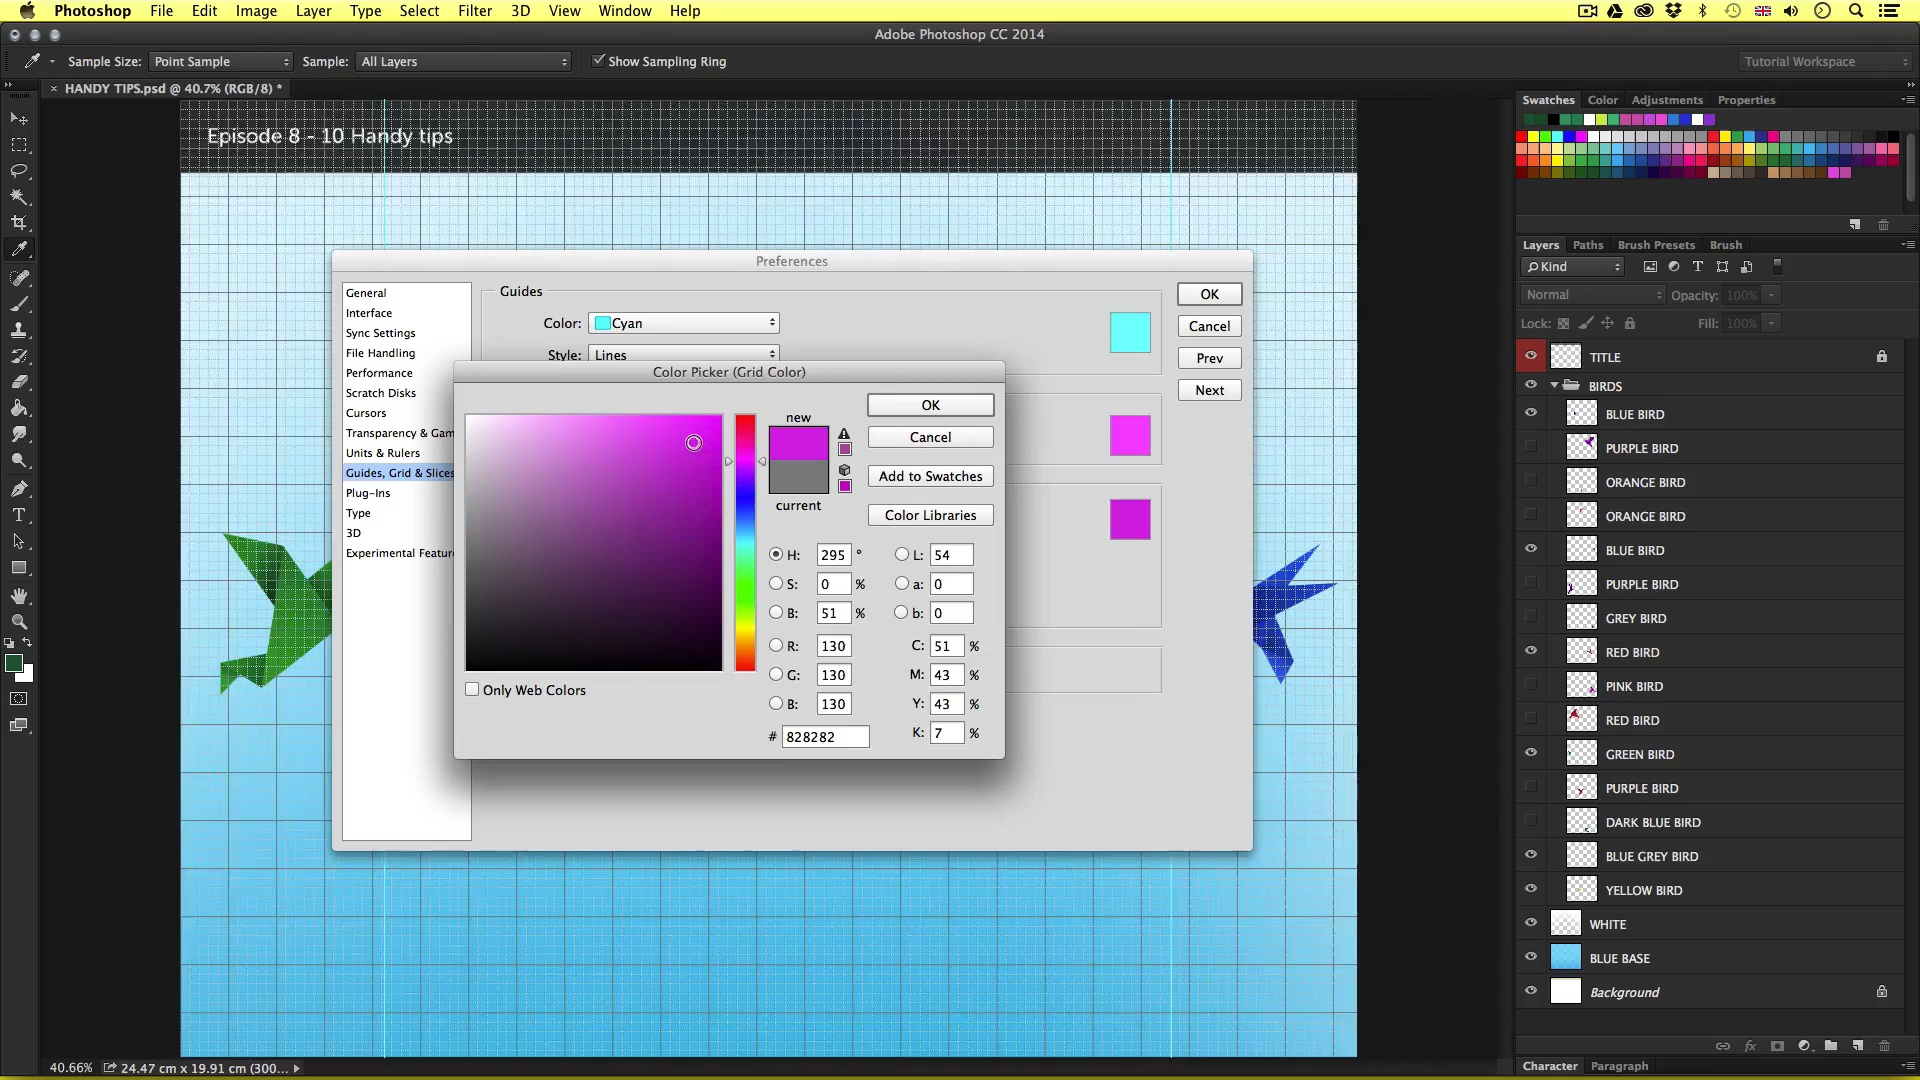 Photoshop File Edit Image Layer Type Select Filter 3D View Window Help
Adobe Photoshop CC 2014
Sample Size: Point Sample Sample: All Layers Show Sampling Ring Tutorial Workspace
× HANDY TIPS.psd @ 40.7% (RGB/8) *
Episode 8 - 10 Handy tips
Preferences
General
Interface
Sync Settings
File Handling
Performance
Scratch Disks
Cursors
Transparency & Gam
Units & Rulers
Guides, Grid & Slices
Plug-Ins
Type
3D
Experimental Feature
Guides
Color: Cyan
Style: Lines
OK
Cancel
Prev
Next
Color Picker (Grid Color)
new
current
OK
Cancel
Add to Swatches
Color Libraries
H: 295 ° L: 54
S: 0 % a: 0
B: 51 % b: 0
R: 130 C: 51 %
G: 130 M: 43 %
B: 130 Y: 43 %
# 828282 K: 7 %
Only Web Colors
Swatches Color Adjustments Properties
Layers Paths Brush Presets Brush
Kind
Normal Opacity: 100%
Lock: Fill: 100%
TITLE
BIRDS
BLUE BIRD
PURPLE BIRD
ORANGE BIRD
ORANGE BIRD
BLUE BIRD
PURPLE BIRD
GREY BIRD
RED BIRD
PINK BIRD
RED BIRD
GREEN BIRD
PURPLE BIRD
DARK BLUE BIRD
BLUE GREY BIRD
YELLOW BIRD
WHITE
BLUE BASE
Background
fx
Character Paragraph
40.66% 24.47 cm x 19.91 cm (300...